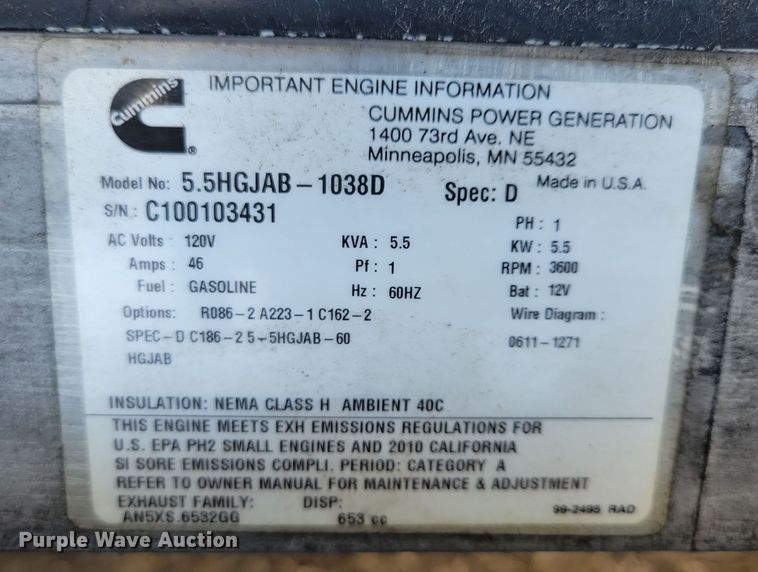 Cummins
®
IMPORTANT ENGINE INFORMATION
CUMMINS POWER GENERATION
1400 73rd Ave. NE
Minneapolis, MN 55432
Model No: 5.5HGJAB-1038D Spec: D Made in U.S.A.
S/N: C100103431 PH: 1
AC Volts: 120V KVA: 5.5 KW: 5.5
Amps: 46 Pf: 1 RPM: 3600
Fuel: GASOLINE Hz: 60HZ Bat: 12V
Options: R086-2 A223-1 C162-2 Wire Diagram:
SPEC-D C186-2 5-5HGJAB-60 0611-1271
HGJAB
INSULATION: NEMA CLASS H AMBIENT 40C
THIS ENGINE MEETS EXH EMISSIONS REGULATIONS FOR
U.S. EPA PH2 SMALL ENGINES AND 2010 CALIFORNIA
SI SORE EMISSIONS COMPLI. PERIOD: CATEGORY A
REFER TO OWNER MANUAL FOR MAINTENANCE & ADJUSTMENT
EXHAUST FAMILY: DISP:
AN5XS.6532GG 653 cc 99-2495 RAD
Purple Wave Auction